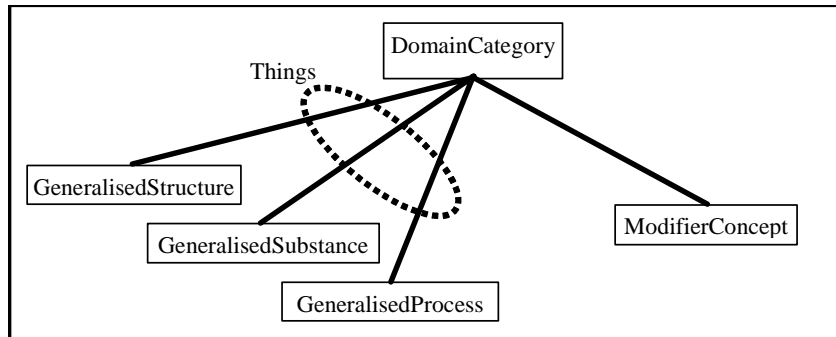 DomainCategory
Things
GeneralisedStructure
GeneralisedSubstance
ModifierConcept
GeneralisedProcess